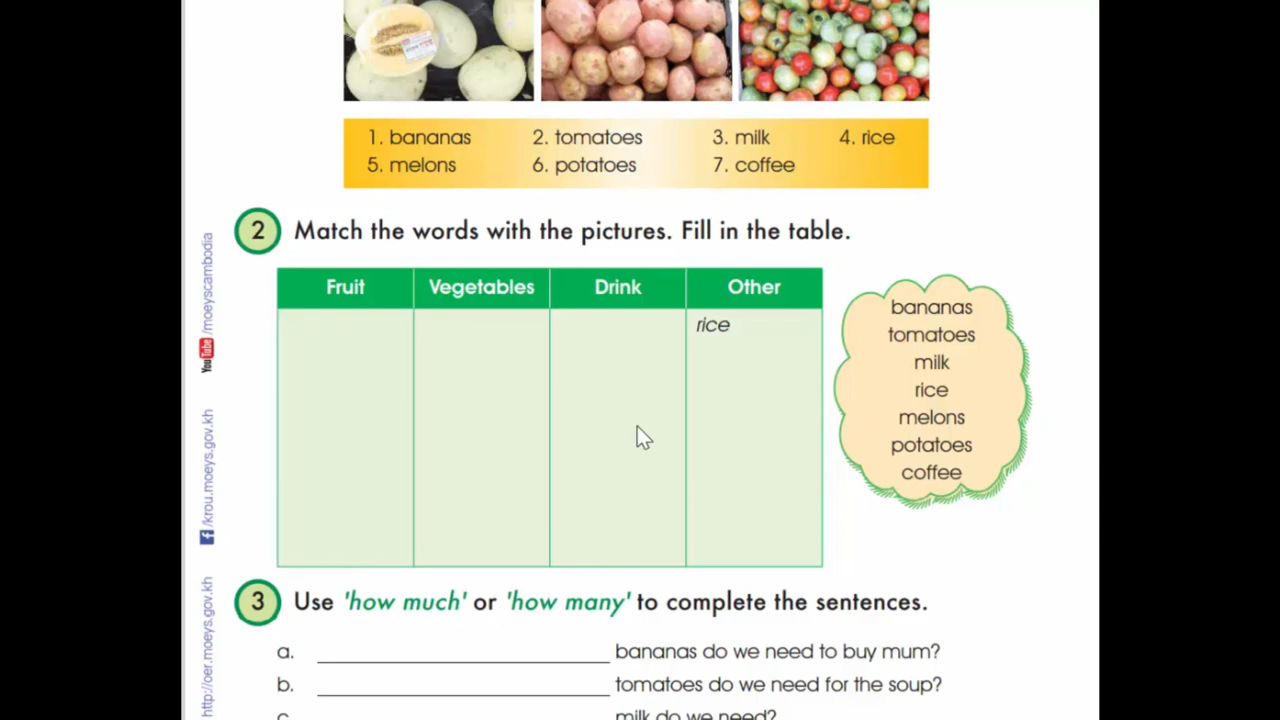 1. bananas 2. tomatoes 3. milk 4. rice
5. melons 6. potatoes 7. coffee
2 Match the words with the pictures. Fill in the table.
Fruit Vegetables Drink Other
rice
bananas
tomatoes
milk
rice
melons
potatoes
coffee
3 Use 'how much' or 'how many' to complete the sentences.
a. ____ bananas do we need to buy mum?
b. ____ tomatoes do we need for the soup?
c. milk do we need?
YouTube /moeyscambodia
f /krou.moeys.gov.kh
http://oer.moeys.gov.kh